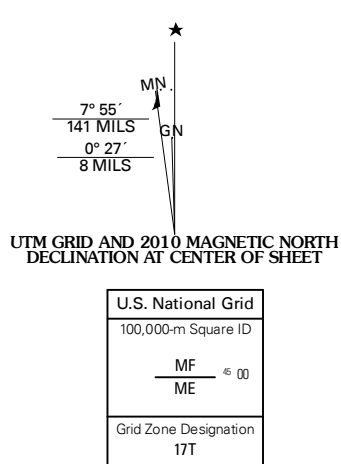 MN
7° 55´
141 MILS
GN
0° 27´
8 MILS
UTM GRID AND 2010 MAGNETIC NORTH
DECLINATION AT CENTER OF SHEET
U.S. National Grid
100,000-m Square ID
MF
45 00
ME
Grid Zone Designation
17T